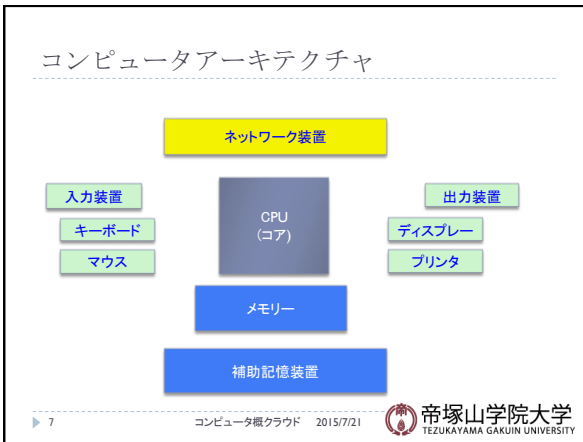 コンピュータアーキテクチャ
ネットワーク装置
入力装置
キーボード
マウス
CPU
(コア)
出力装置
ディスプレー
プリンタ
メモリー
補助記憶装置
7 コンピュータ概クラウド 2015/7/21
帝塚山学院大学
TEZUKAYAMA GAKUIN UNIVERSITY